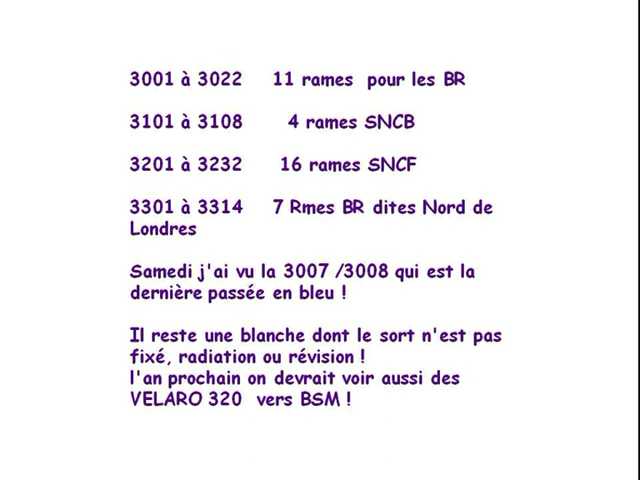 3001 à 3022 11 rames pour les BR
3101 à 3108 4 rames SNCB
3201 à 3232 16 rames SNCF
3301 à 3314 7 Rmes BR dites Nord de
Londres
Samedi j'ai vu la 3007 /3008 qui est la
dernière passée en bleu !
Il reste une blanche dont le sort n'est pas
fixé, radiation ou révision !
l'an prochain on devrait voir aussi des
VELARO 320 vers BSM !